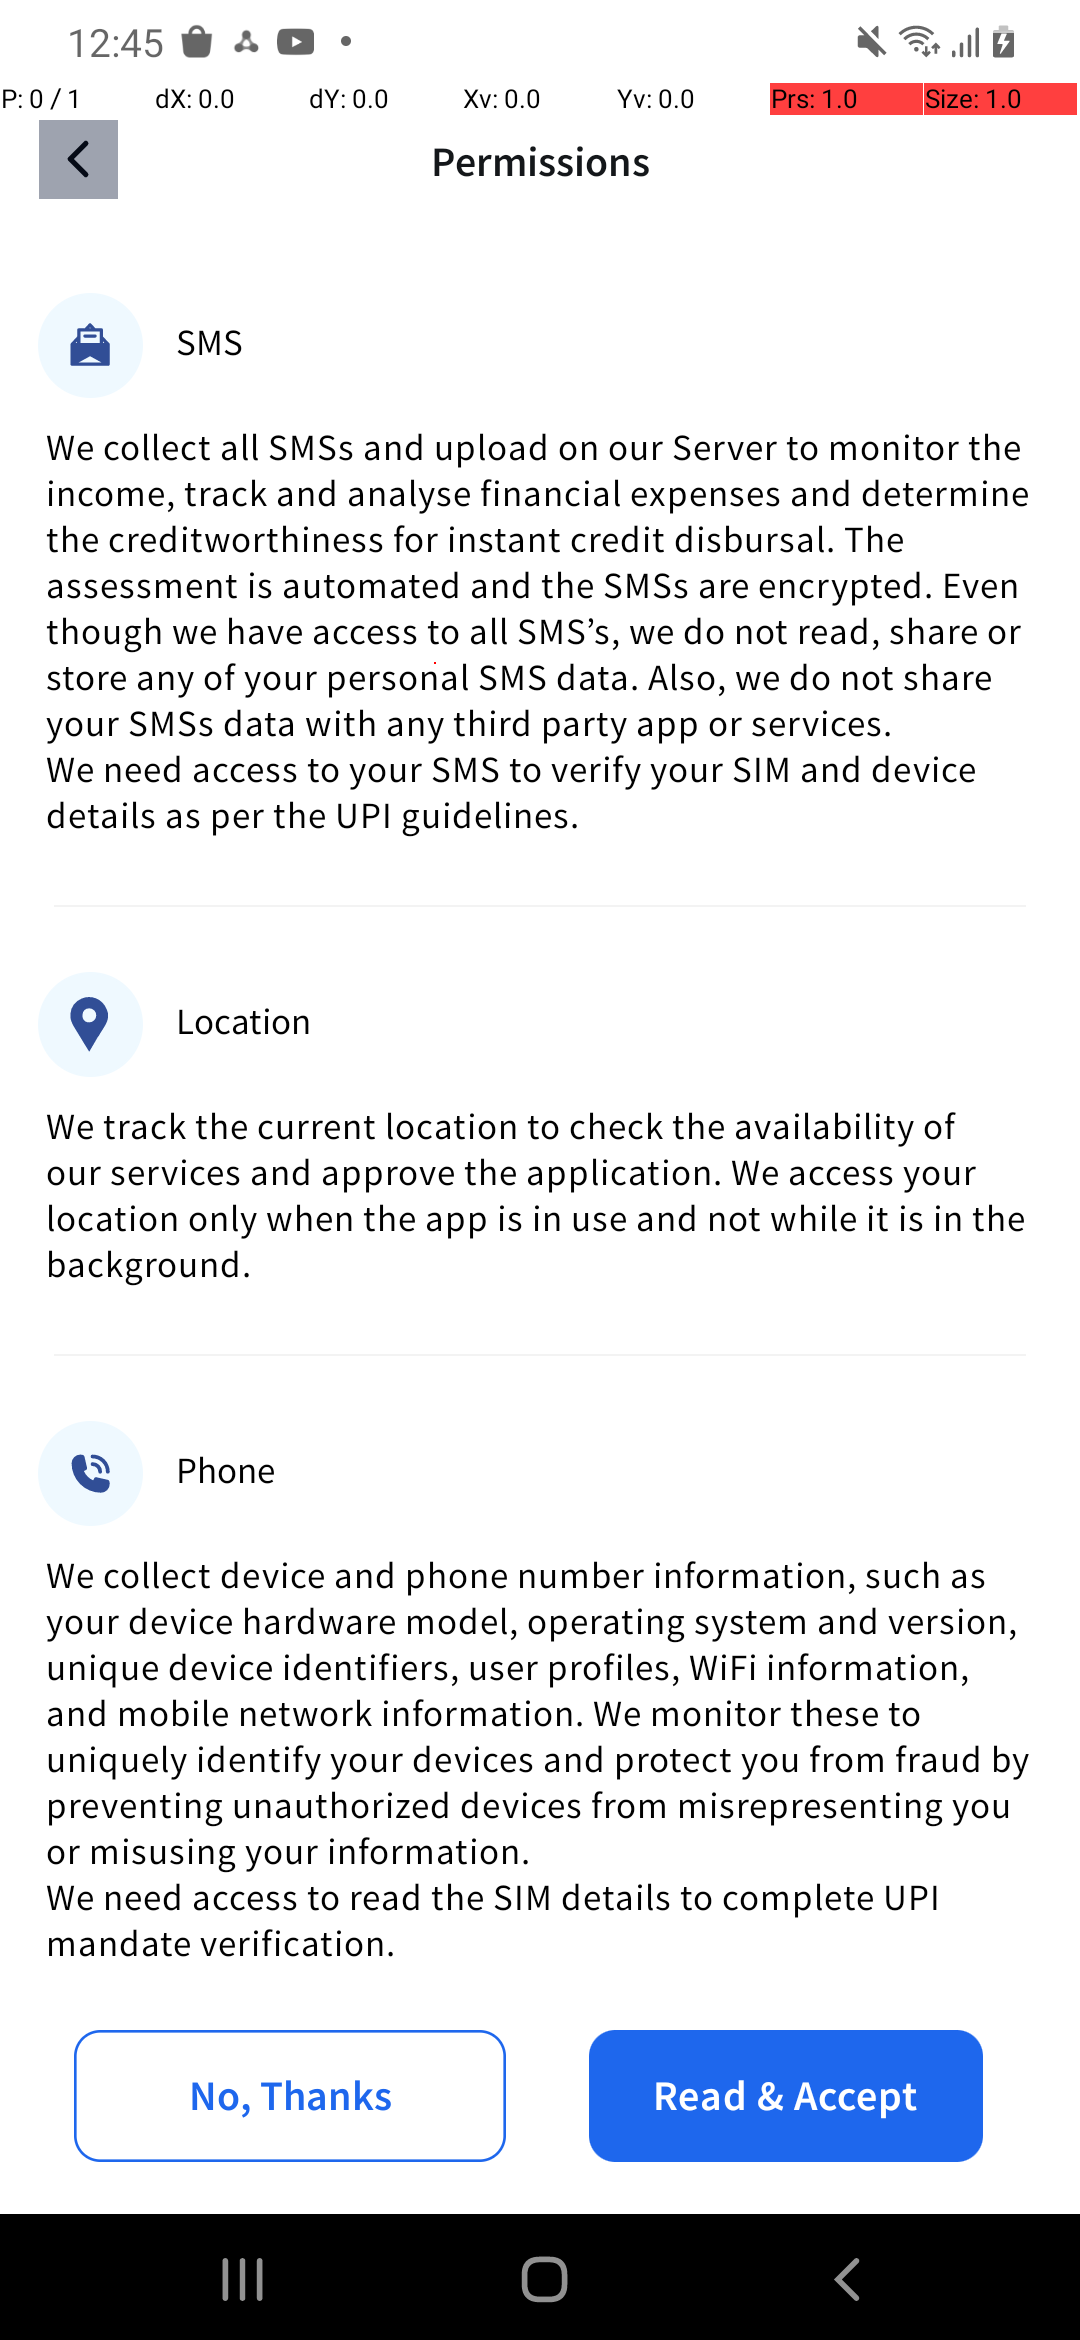 12:45
P: 0 / 1 dX: 0.0 dY: 0.0 Xv: 0.0 Yv: 0.0 Prs: 1.0 Size: 1.0
Permissions
SMS
We collect all SMSs and upload on our Server to monitor the
income, track and analyse financial expenses and determine
the creditworthiness for instant credit disbursal. The
assessment is automated and the SMSs are encrypted. Even
though we have access to all SMS’s, we do not read, share or
store any of your personal SMS data. Also, we do not share
your SMSs data with any third party app or services.
We need access to your SMS to verify your SIM and device
details as per the UPI guidelines.
Location
We track the current location to check the availability of
our services and approve the application. We access your
location only when the app is in use and not while it is in the
background.
Phone
We collect device and phone number information, such as
your device hardware model, operating system and version,
unique device identifiers, user profiles, WiFi information,
and mobile network information. We monitor these to
uniquely identify your devices and protect you from fraud by
preventing unauthorized devices from misrepresenting you
or misusing your information.
We need access to read the SIM details to complete UPI
mandate verification.
No, Thanks
Read & Accept